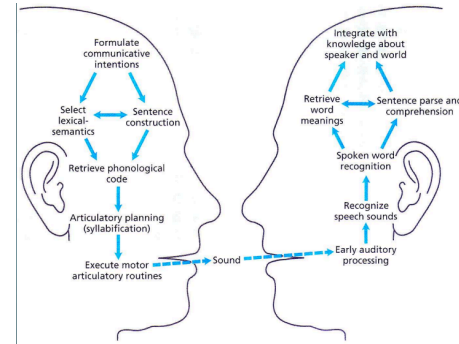 Formulate
communicative
intentions
Select
lexical-
semantics
Sentence
construction
Retrieve phonological
code
Articulatory planning
(syllabification)
Execute motor
articulatory routines
Sound
Early auditory
processing
Recognize
speech sounds
Spoken word
recognition
Retrieve
word
meanings
Sentence parse and
comprehension
Integrate with
knowledge about
speaker and world